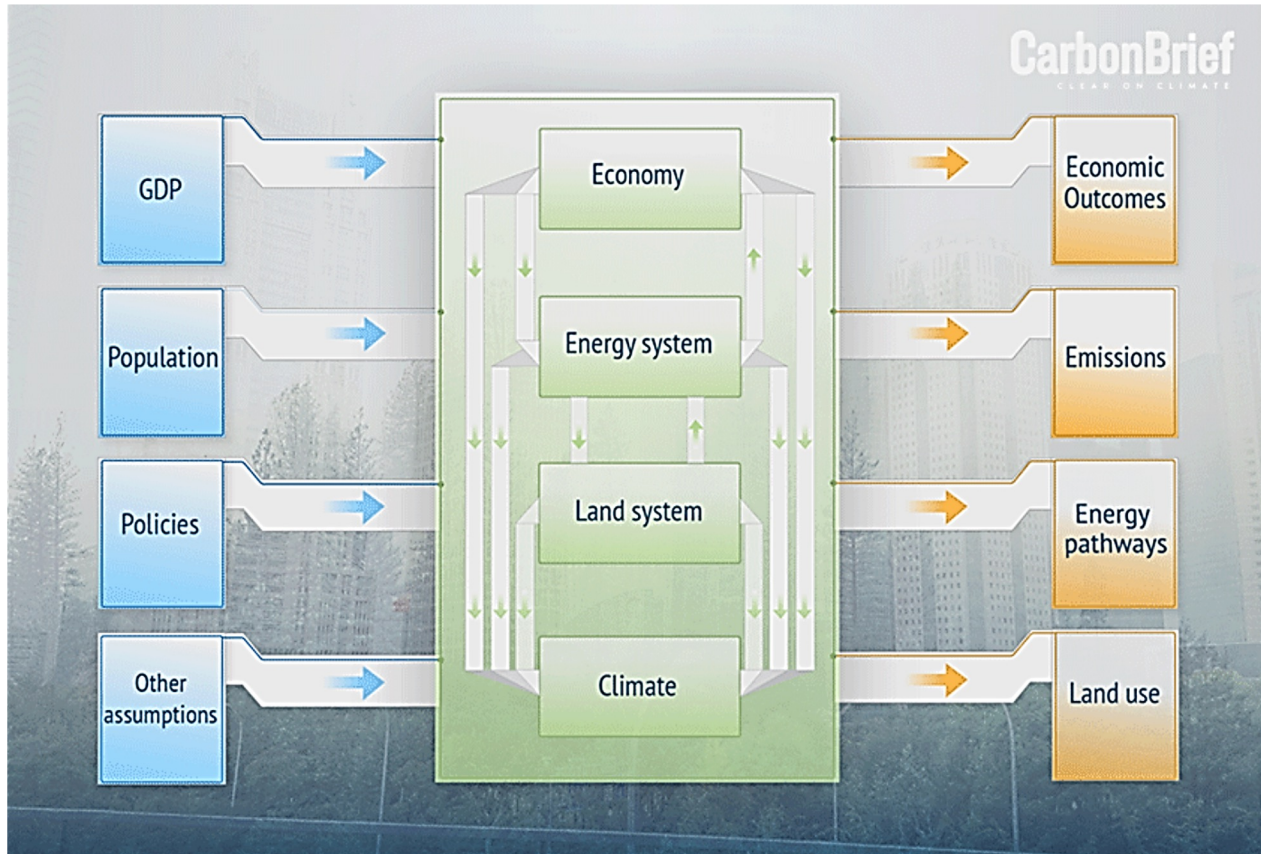 CarbonBrief
CLEAR ON CLIMATE
GDP
Population
Policies
Other
assumptions
Economy
Energy system
Land system
Climate
Economic
Outcomes
Emissions
Energy
pathways
Land use